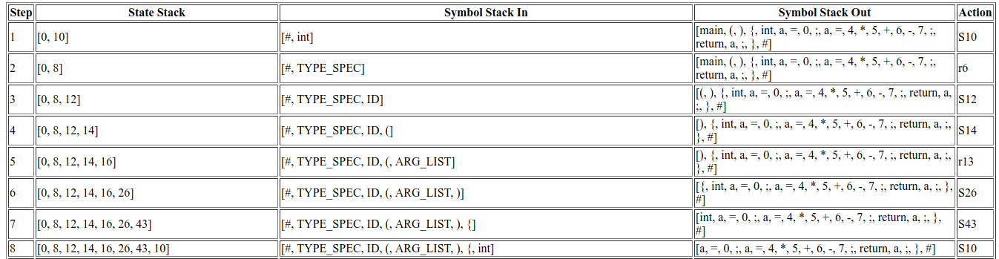 Step State Stack Symbol Stack In Symbol Stack Out Action
1 [0, 10] [#, int] [main, (, ), {, int, a, =, 0, ;, a, =, 4, *, 5, +, 6, -, 7, ;, S10
return, a, ;, }, #]
2 [0, 8] [#, TYPE_SPEC] [main, (, ), {, int, a, =, 0, ;, a, =, 4, *, 5, +, 6, -, 7, ;, r6
return, a, ;, }, #]
3 [0, 8, 12] [#, TYPE_SPEC, ID] [(, ), {, int, a, =, 0, ;, a, =, 4, *, 5, +, 6, -, 7, ;, return, a, S12
;, }, #]
4 [0, 8, 12, 14] [#, TYPE_SPEC, ID, (] [), {, int, a, =, 0, ;, a, =, 4, *, 5, +, 6, -, 7, ;, return, a, ;, S14
}, #]
5 [0, 8, 12, 14, 16] [#, TYPE_SPEC, ID, (, ARG_LIST] [), {, int, a, =, 0, ;, a, =, 4, *, 5, +, 6, -, 7, ;, return, a, ;, r13
}, #]
6 [0, 8, 12, 14, 16, 26] [#, TYPE_SPEC, ID, (, ARG_LIST, )] [{, int, a, =, 0, ;, a, =, 4, *, 5, +, 6, -, 7, ;, return, a, ;, }, S26
#]
7 [0, 8, 12, 14, 16, 26, 43] [#, TYPE_SPEC, ID, (, ARG_LIST, ), {] [int, a, =, 0, ;, a, =, 4, *, 5, +, 6, -, 7, ;, return, a, ;, }, S43
#]
8 [0, 8, 12, 14, 16, 26, 43, 10] [#, TYPE_SPEC, ID, (, ARG_LIST, ), {, int] [a, =, 0, ;, a, =, 4, *, 5, +, 6, -, 7, ;, return, a, ;, }, #] S10